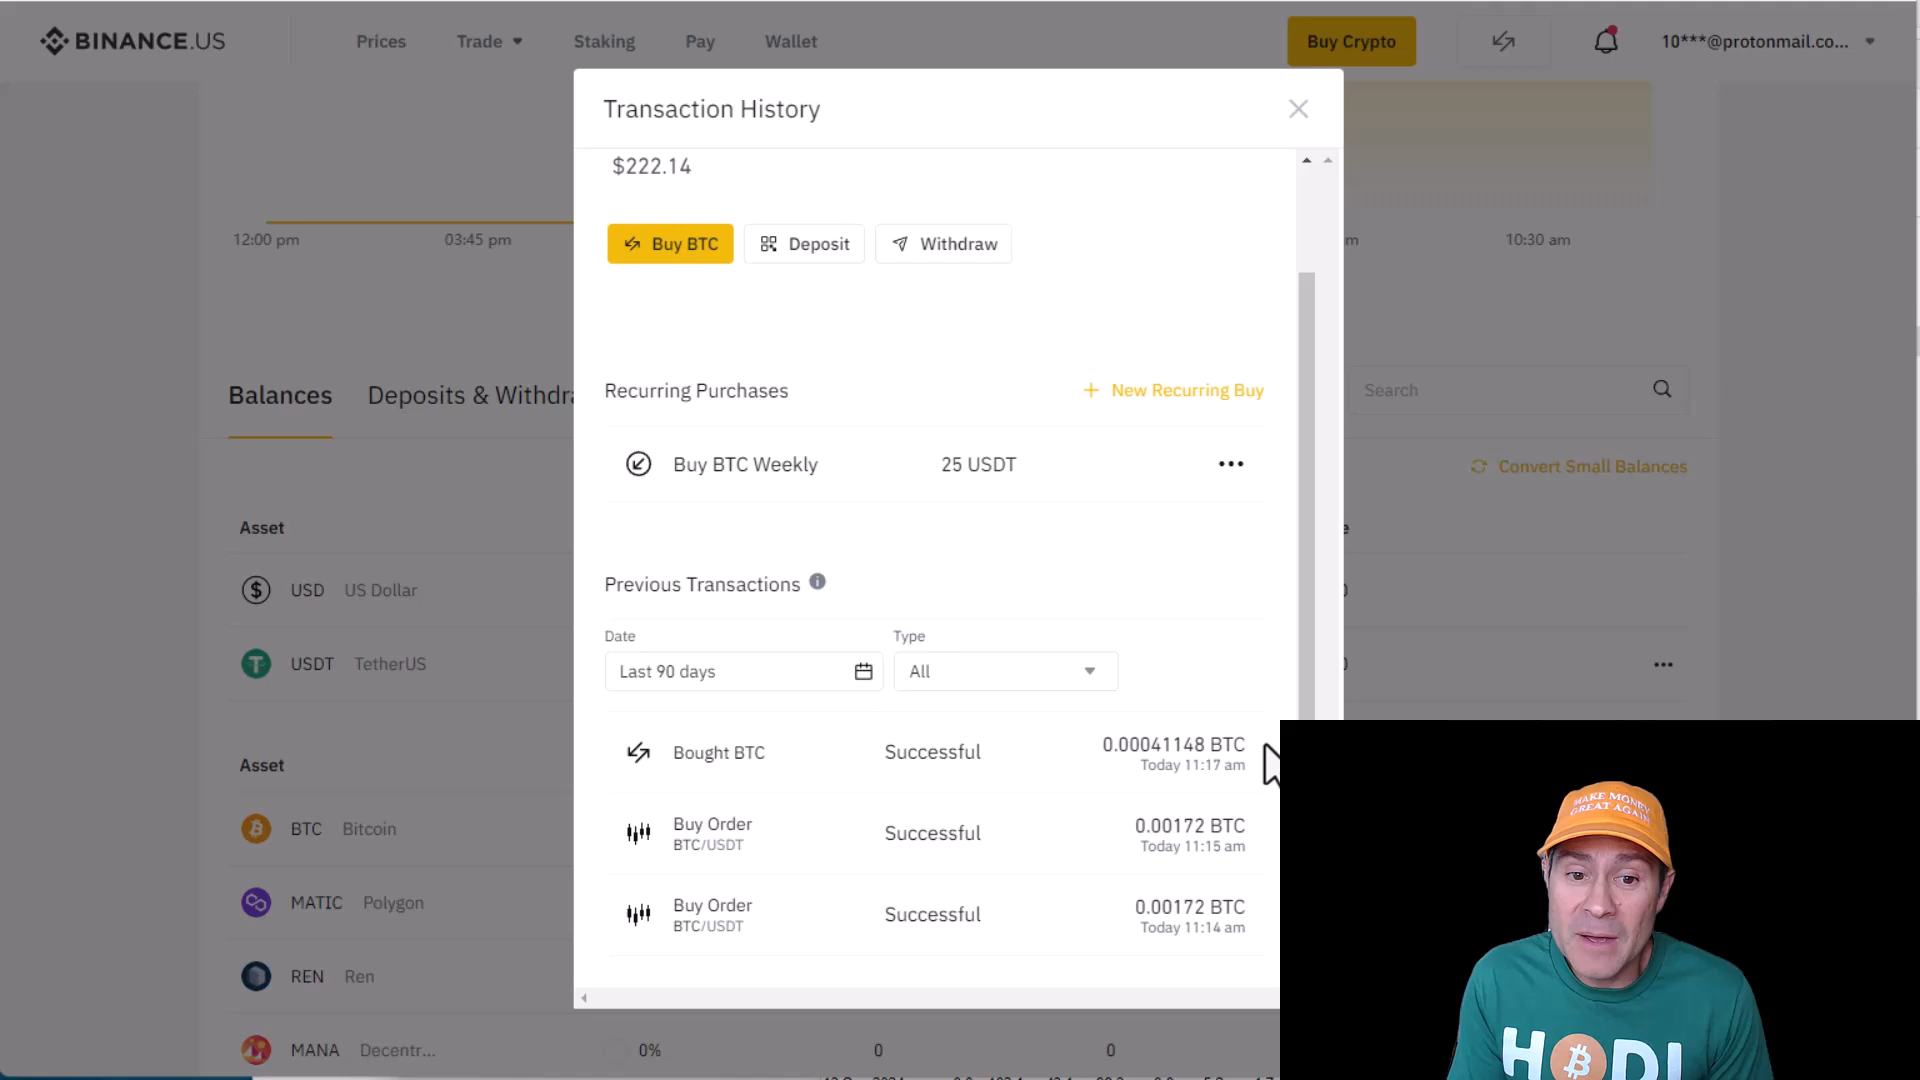 BINANCE.US
Prices
Trade
Staking
Pay
Wallet
Buy Crypto
10***@protonmail.co...
Transaction History
$222.14
Buy BTC
Deposit
Withdraw
12:00 pm
03:45 pm
m
10:30 am
Balances
Deposits & Withdra
Recurring Purchases
+ New Recurring Buy
Search
Buy BTC Weekly
25 USDT
Convert Small Balances
Asset
USD US Dollar
USDT TetherUS
Previous Transactions
Date
Type
Last 90 days
All
Bought BTC
Successful
0.00041148 BTC
Today 11:17 am
Buy Order
BTC/USDT
Successful
0.00172 BTC
Today 11:15 am
Buy Order
BTC/USDT
Successful
0.00172 BTC
Today 11:14 am
Asset
BTC Bitcoin
MATIC Polygon
REN Ren
MANA Decentr...
0%
0
0
MAKE MONEY
GREAT AGAIN
HODL